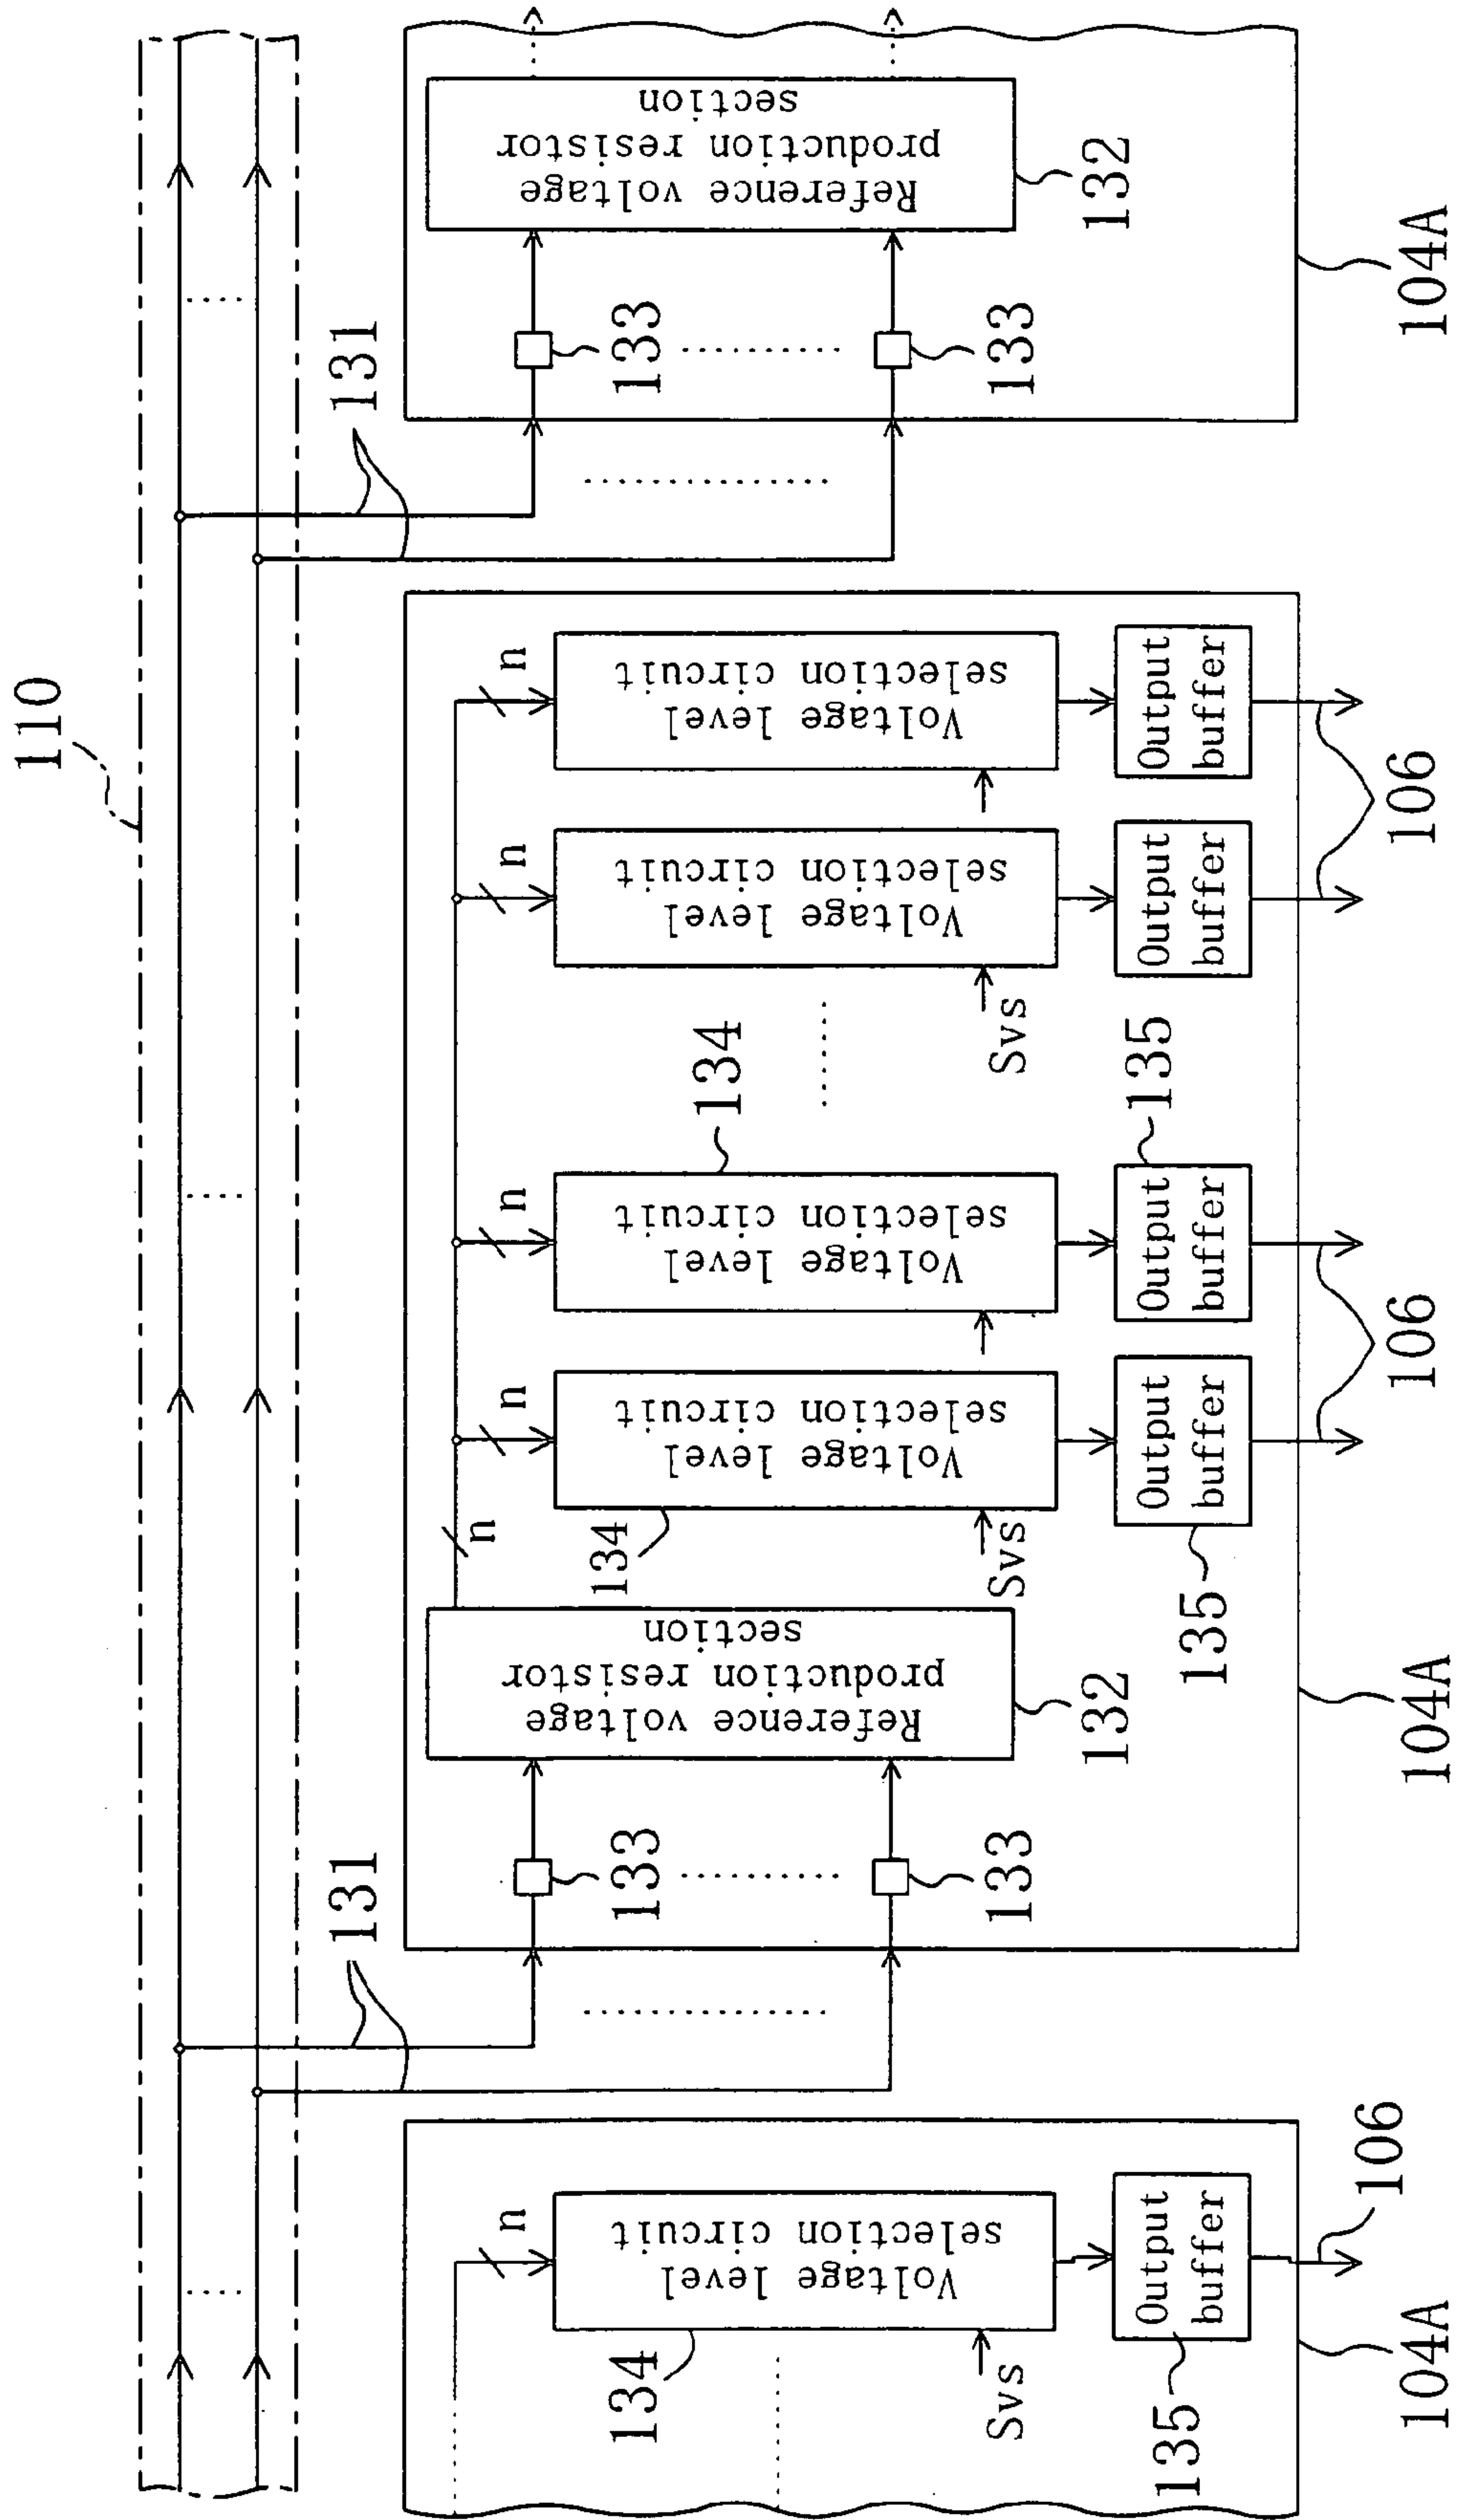 110
131
131
n
n
n
n
n
n
Voltage level
selection circuit
134
Svs
Output
buffer
135
106
104A
133
133
Reference voltage
production resistor
section
132
Voltage level
selection circuit
134
Svs
Voltage level
selection circuit
134
Voltage level
selection circuit
Svs
Voltage level
selection circuit
Output
buffer
135
Output
buffer
135
Output
buffer
Output
buffer
106
106
104A
133
133
Reference voltage
production resistor
section
132
104A